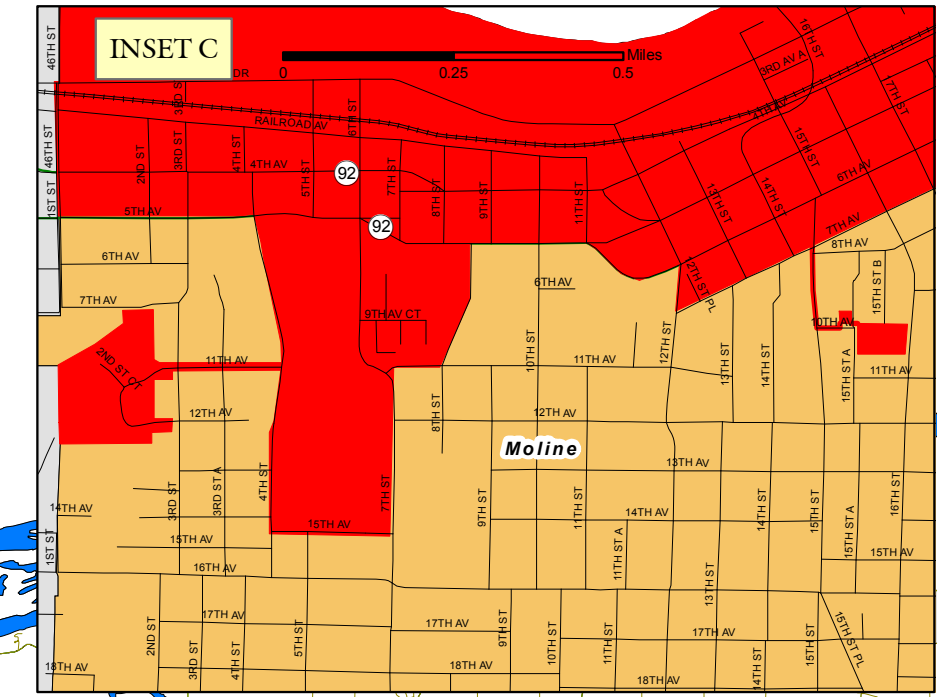 46TH ST
INSET C
DR
0
0.25
0.5
Miles
18TH ST
3RD AV A
4TH AV
17TH ST
3RD S
RAILROAD AV
6TH ST
46TH ST
2ND ST
3RD ST
4TH ST
4TH AV
5TH ST
92
7TH ST
8TH ST
9TH ST
11TH ST
13TH ST
14TH ST
15TH ST
6TH AV
1ST ST
5TH AV
92
7TH AV
8TH AV
6TH AV
7TH AV
6TH AV
12TH ST PL
15TH ST B
9TH AV CT
10TH AV
2ND ST CT
11TH AV
10TH ST
11TH AV
12TH ST
13TH ST
14TH ST
15TH ST A
11TH AV
12TH AV
8TH ST
12TH AV
Moline
13TH AV
3RD ST
3RD ST A
4TH ST
7TH ST
9TH ST
11TH ST
14TH AV
14TH ST
15TH ST
15TH ST A
16TH ST
14TH AV
15TH AV
15TH AV
11TH ST A
15TH AV
1ST ST
16TH AV
13TH ST
2ND ST
3RD ST
4TH ST
17TH AV
5TH ST
17TH AV
9TH ST
10TH ST
11TH ST
17TH AV
14TH ST
15TH ST
15TH ST PL
18TH AV
18TH AV
18TH AV